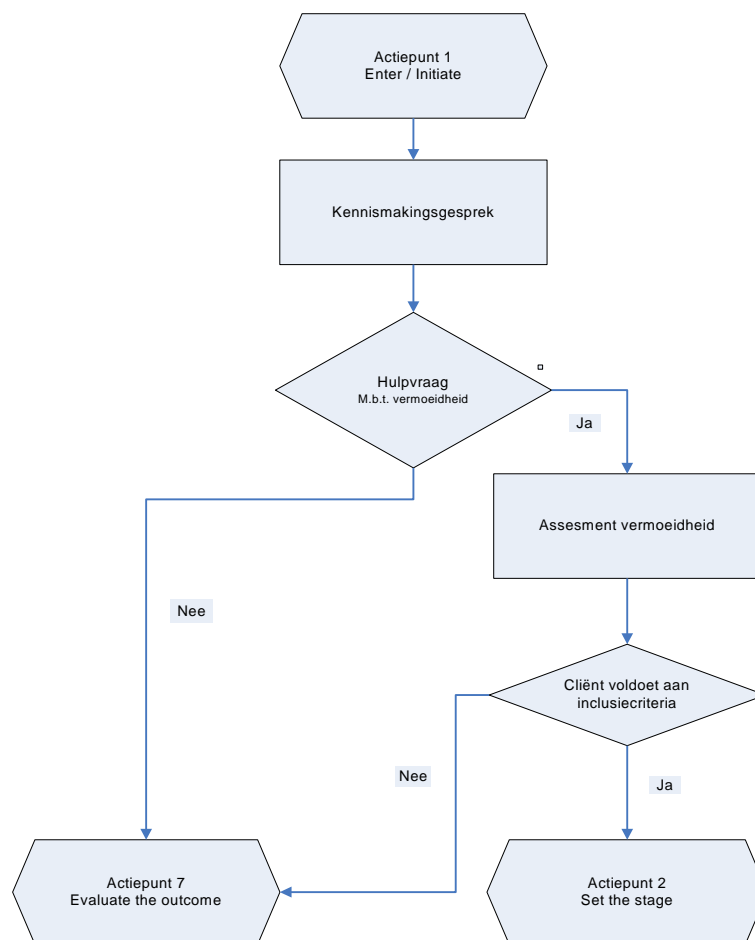 Actiepunt 1
Enter / Initiate
Kennismakingsgesprek
Hulpvraag
M.b.t. vermoeidheid
Ja
Assesment vermoeidheid
Nee
Cliënt voldoet aan
inclusiecriteria
Nee
Ja
Actiepunt 7
Evaluate the outcome
Actiepunt 2
Set the stage